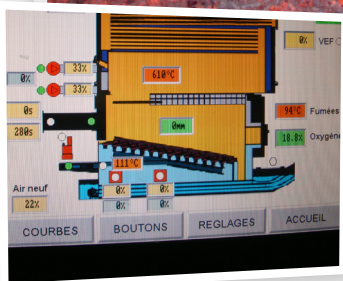 0% VEF
33%
0%
610°C
33%
0s
94°C Fumées
280s
0MM
18.8% Oxygène
111°C
Air neuf
0% 0%
22%
0% 0%
COURBES BOUTONS REGLAGES ACCUEIL